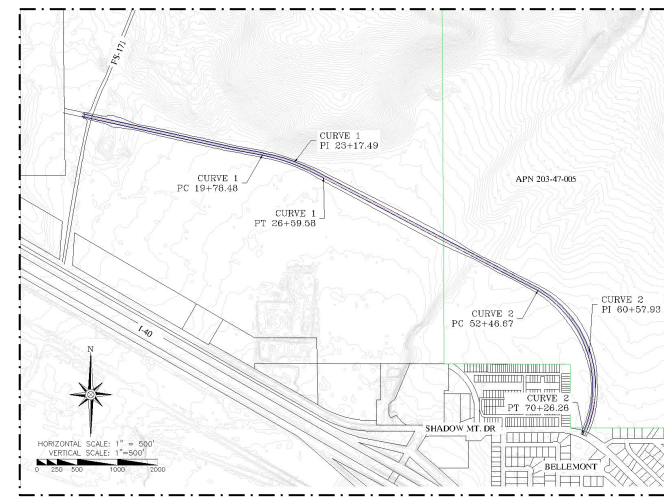 FS-171
CURVE 1
PI 23+17.49
CURVE 1
PC 19+78.48
CURVE 1
PT 26+59.58
APN 203-47-005
CURVE 2
PC 52+46.67
CURVE 2
PI 60+57.93
I-40
N
CURVE 2
PT 70+26.26
SHADOW MT. DR
HORIZONTAL SCALE: 1" = 500'
VERTICAL SCALE: 1"=500'
0 250 500 1000 2000
BELLEMONT